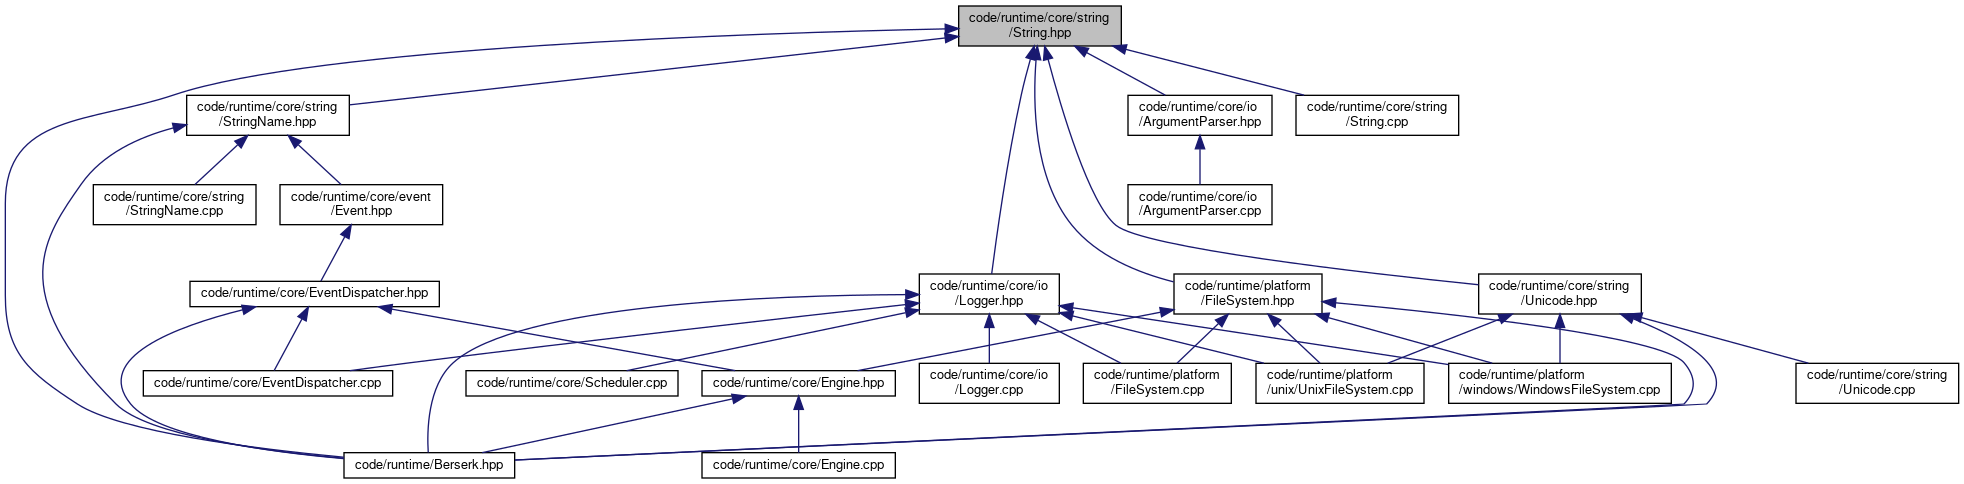 code/runtime/core/string
/String.hpp
code/runtime/core/string
/StringName.hpp
code/runtime/core/io
/ArgumentParser.hpp
code/runtime/core/string
/String.cpp
code/runtime/core/string
/StringName.cpp
code/runtime/core/event
/Event.hpp
code/runtime/core/io
/ArgumentParser.cpp
code/runtime/core/EventDispatcher.hpp
code/runtime/core/io
/Logger.hpp
code/runtime/platform
/FileSystem.hpp
code/runtime/core/string
/Unicode.hpp
code/runtime/core/EventDispatcher.cpp
code/runtime/core/Scheduler.cpp
code/runtime/core/Engine.hpp
code/runtime/core/io
/Logger.cpp
code/runtime/platform
/FileSystem.cpp
code/runtime/platform
/unix/UnixFileSystem.cpp
code/runtime/platform
/windows/WindowsFileSystem.cpp
code/runtime/core/string
/Unicode.cpp
code/runtime/Berserk.hpp
code/runtime/core/Engine.cpp